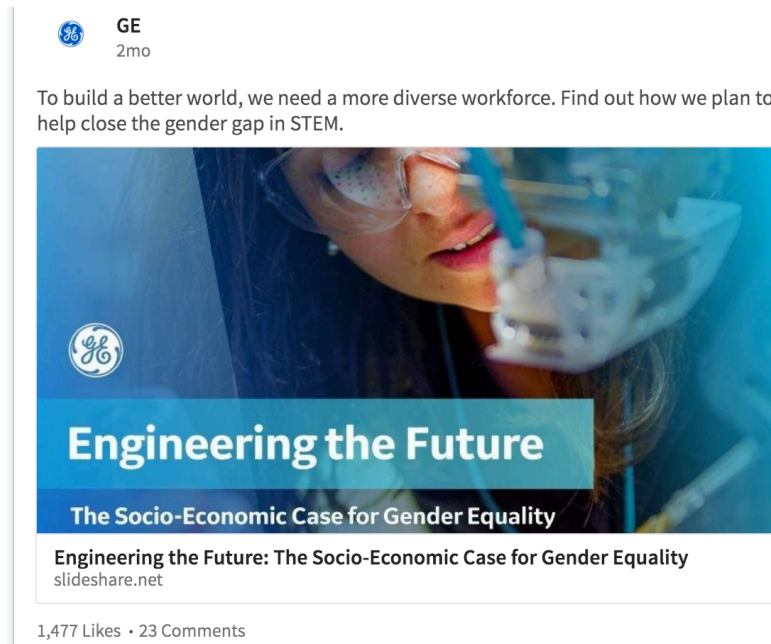 GE
2mo
To build a better world, we need a more diverse workforce. Find out how we plan to
help close the gender gap in STEM.
GE
Engineering the Future
The Socio-Economic Case for Gender Equality
Engineering the Future: The Socio-Economic Case for Gender Equality
slideshare.net
1,477 Likes • 23 Comments